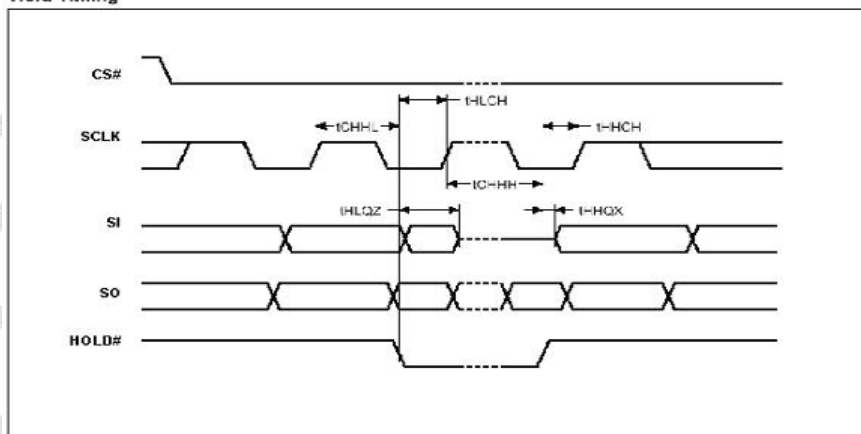 CS#
tHLCH
tCHHL
tHHCH
SCLK
tCHHH
tHLQZ
tHHQX
SI
SO
HOLD#